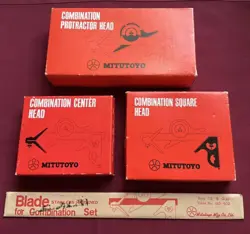 COMBINATION
PROTRACTOR HEAD
MITUTOYO
COMBINATION CENTER
HEAD
MITUTOYO
COMBINATION SQUARE
HEAD
MITUTOYO
Blade
for Combination Set